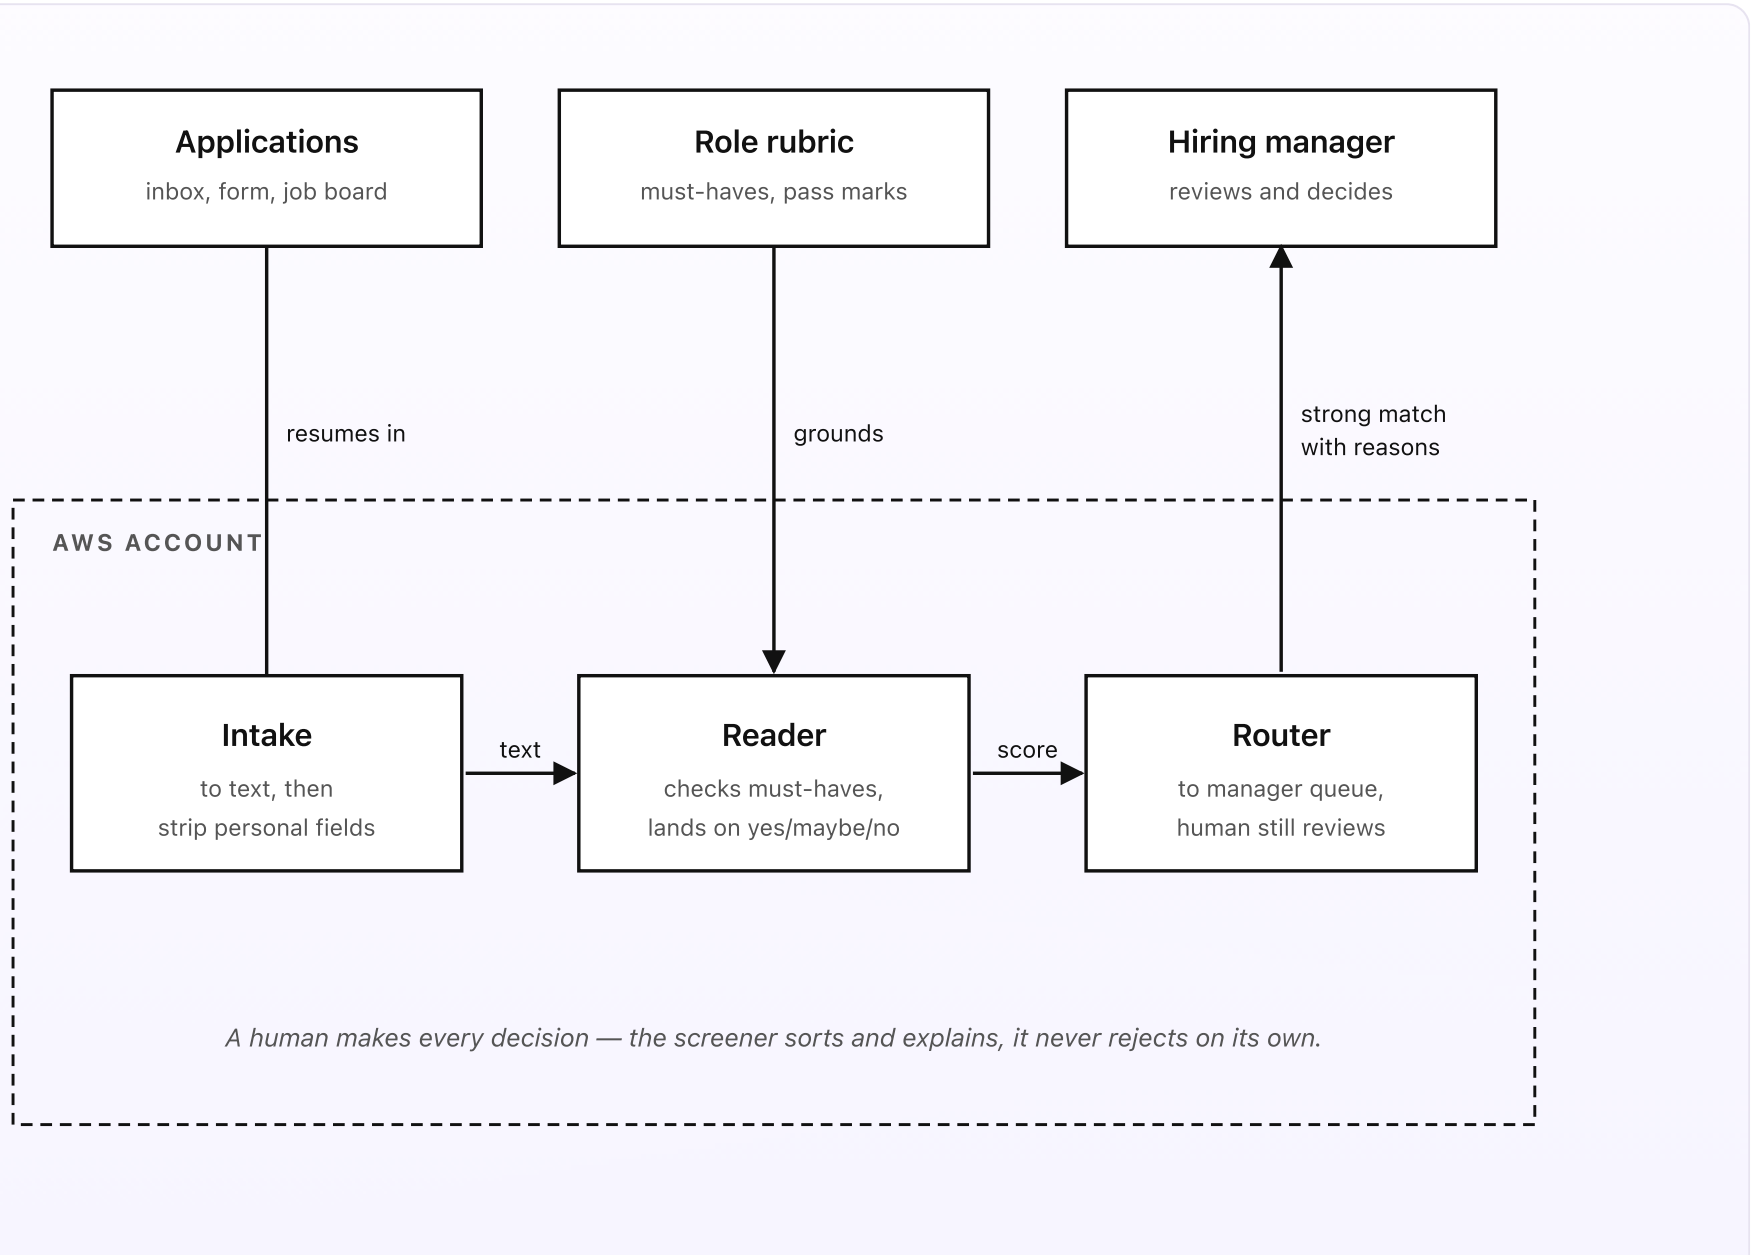 Applications
inbox, form, job board
Role rubric
must-haves, pass marks
Hiring manager
reviews and decides
resumes in
grounds
strong match
with reasons
AWS ACCOUNT
Intake
to text, then
strip personal fields
text
Reader
checks must-haves,
lands on yes/maybe/no
score
Router
to manager queue,
human still reviews
A human makes every decision — the screener sorts and explains, it never rejects on its own.